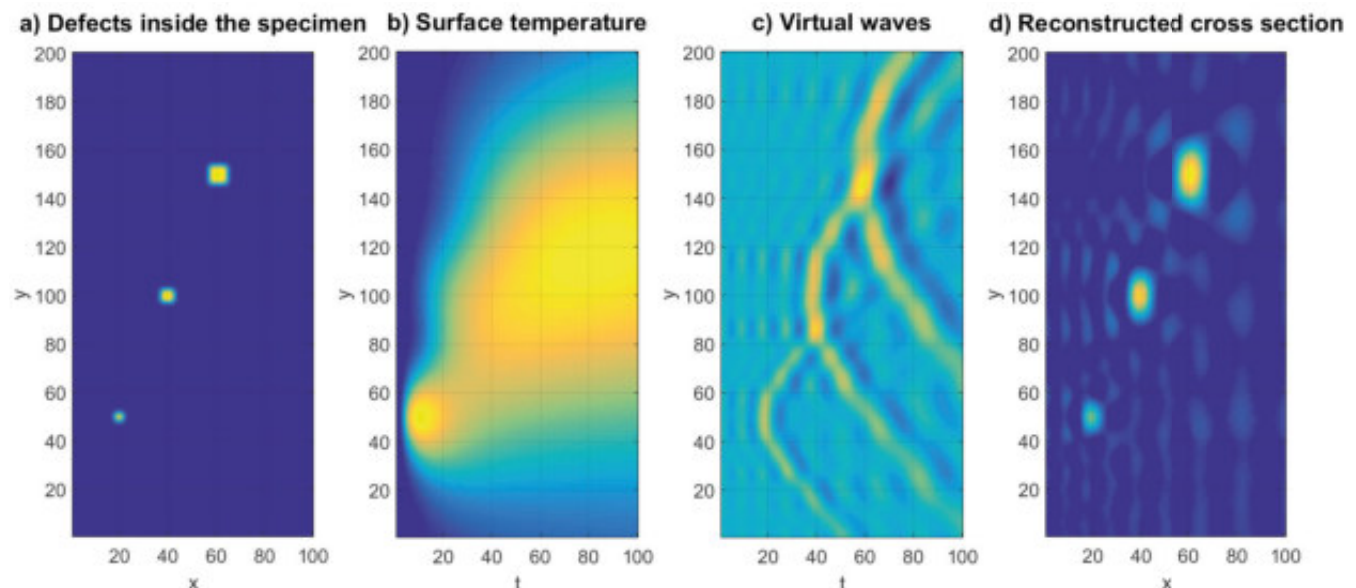 a) Defects inside the specimen
b) Surface temperature
c) Virtual waves
d) Reconstructed cross section
200
180
160
140
120
100
80
60
40
20
y
20 40 60 80 100
x
200
180
160
140
120
100
80
60
40
20
y
20 40 60 80 100
t
200
180
160
140
120
100
80
60
40
20
y
20 40 60 80 100
t
200
180
160
140
120
100
80
60
40
20
y
20 40 60 80 100
x